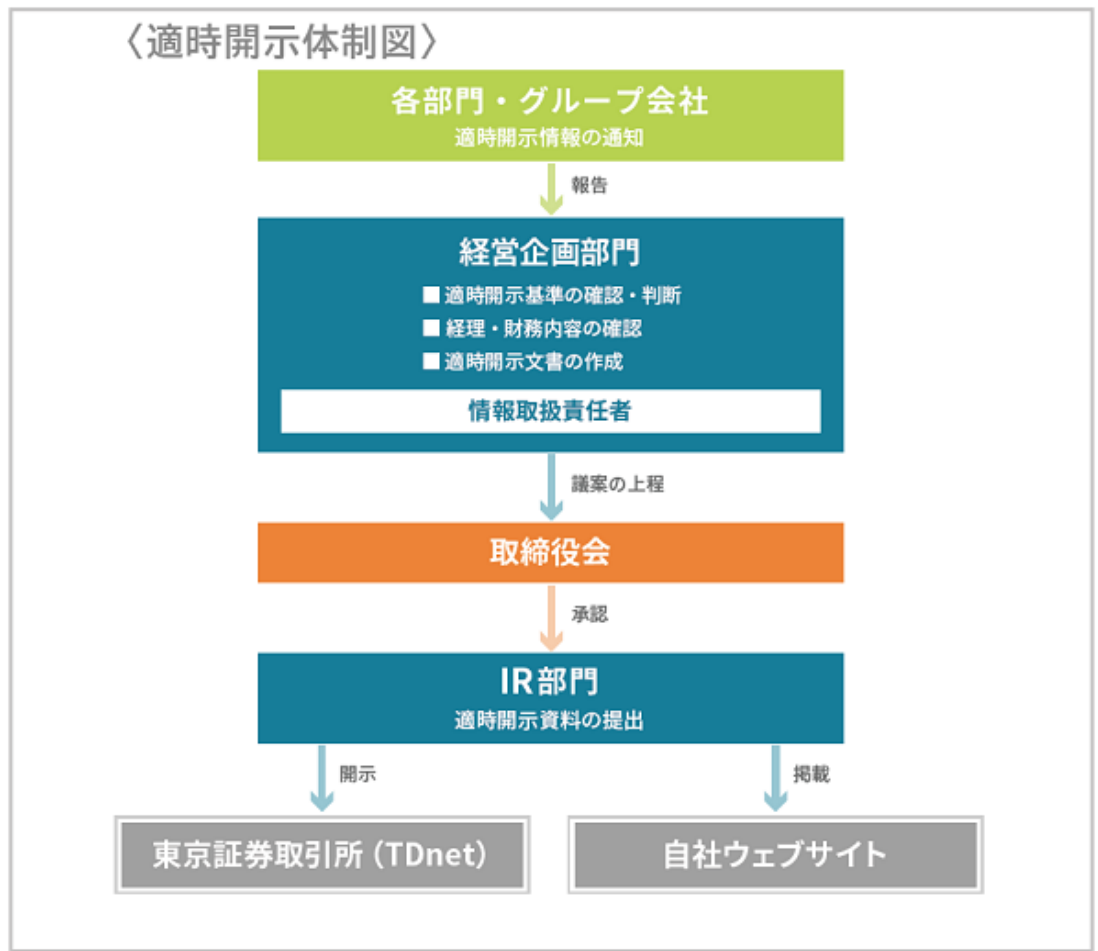 〈適時開示体制図〉
各部門・グループ会社
適時開示情報の通知
報告
経営企画部門
■ 適時開示基準の確認・判断
■ 経理・財務内容の確認
■ 適時開示文書の作成
情報取扱責任者
議案の上程
取締役会
承認
IR部門
適時開示資料の提出
開示
掲載
東京証券取引所（TDnet）
自社ウェブサイト